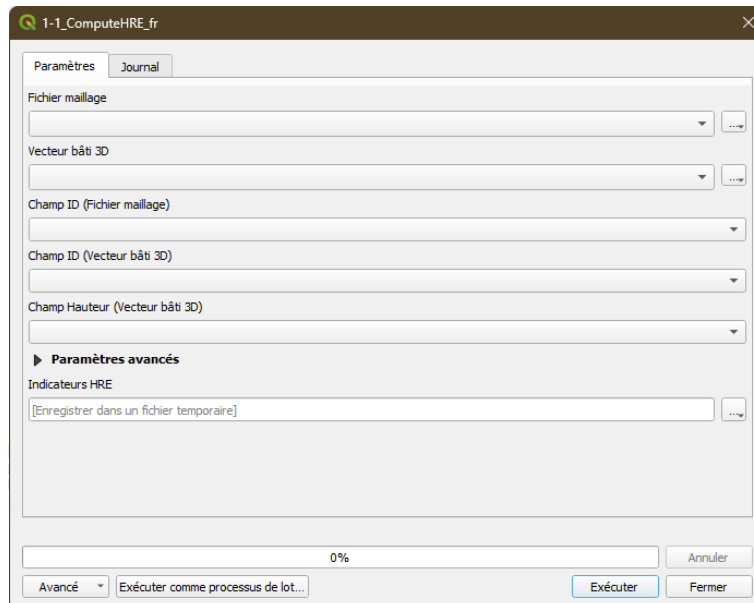 1-1_ComputeHRE_fr
Paramètres
Journal
Fichier maillage
...
Vecteur bâti 3D
...
Champ ID (Fichier maillage)
Champ ID (Vecteur bâti 3D)
Champ Hauteur (Vecteur bâti 3D)
Paramètres avancés
Indicateurs HRE
[Enregistrer dans un fichier temporaire]
...
0%
Annuler
Avancé
Exécuter comme processus de lot...
Exécuter
Fermer